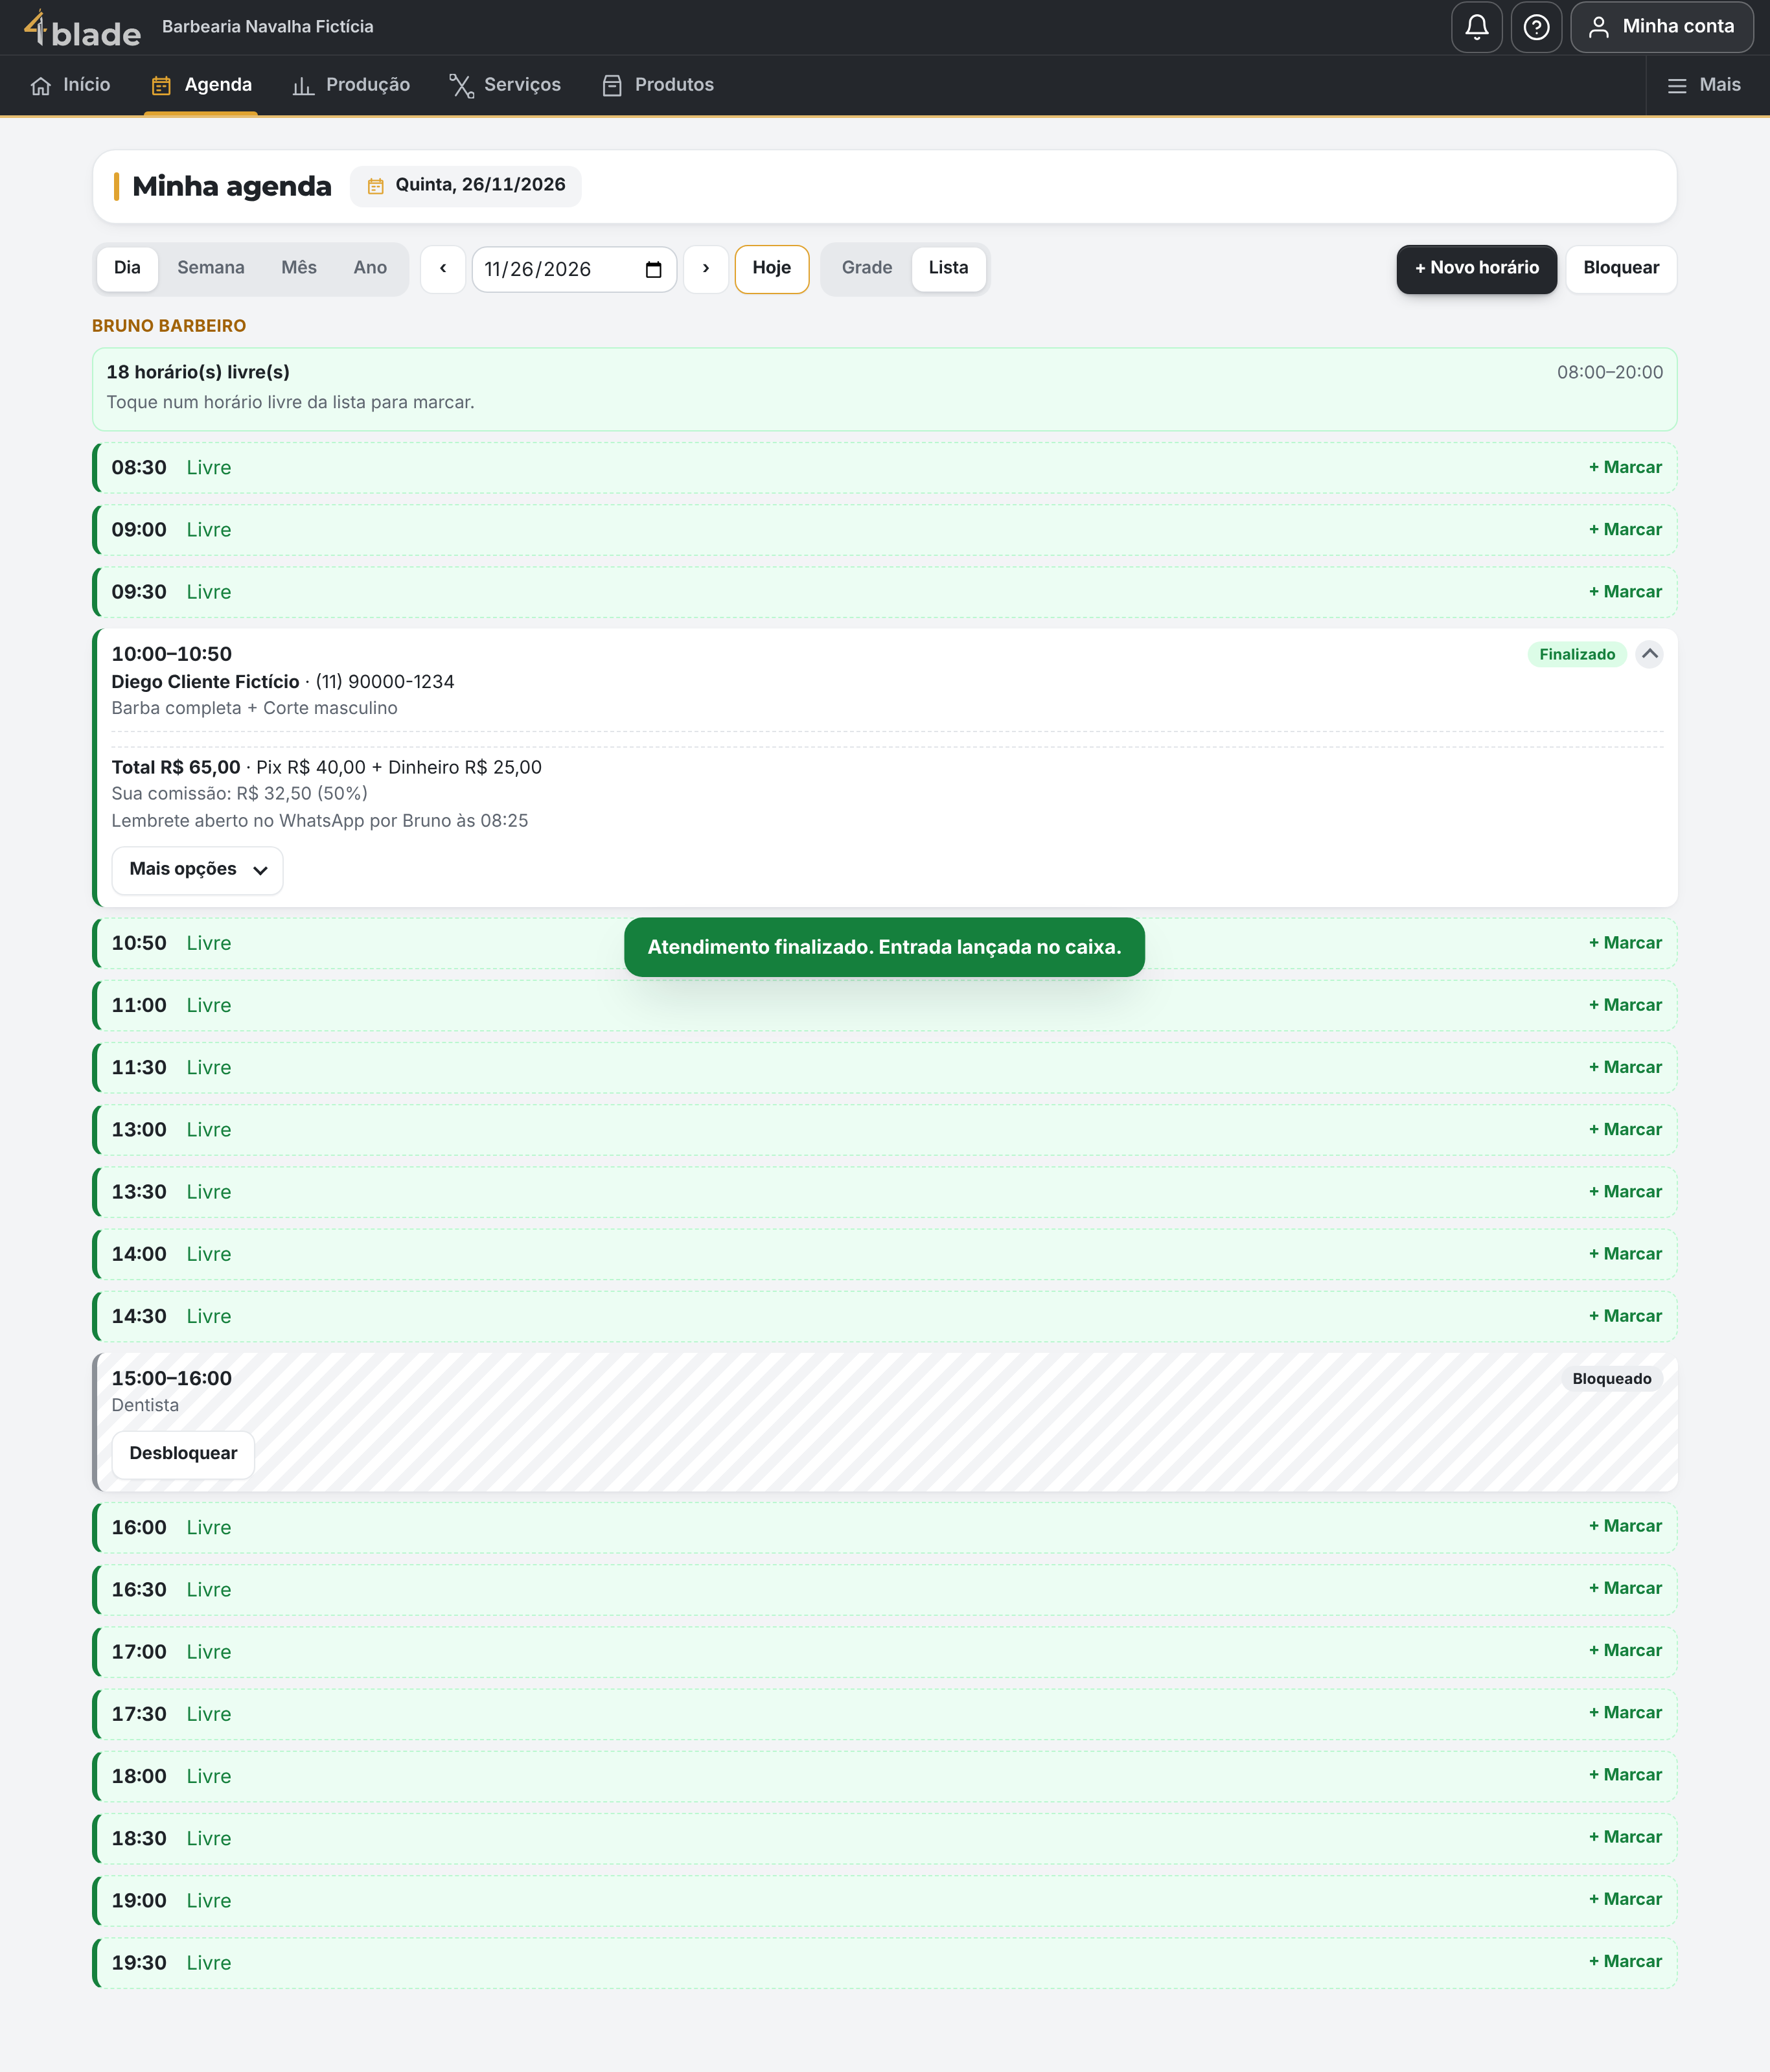 4blade Barbearia Navalha Fictícia Minha conta
Início Agenda Produção Serviços Produtos Mais
Minha agenda Quinta, 26/11/2026
Dia Semana Mês Ano ‹ 11/26/2026 › Hoje Grade Lista + Novo horário Bloquear
BRUNO BARBEIRO
18 horário(s) livre(s) 08:00–20:00
Toque num horário livre da lista para marcar.
08:30 Livre + Marcar
09:00 Livre + Marcar
09:30 Livre + Marcar
10:00–10:50 Finalizado
Diego Cliente Fictício · (11) 90000-1234
Barba completa + Corte masculino
Total R$ 65,00 · Pix R$ 40,00 + Dinheiro R$ 25,00
Sua comissão: R$ 32,50 (50%)
Lembrete aberto no WhatsApp por Bruno às 08:25
Mais opções
10:50 Livre + Marcar
Atendimento finalizado. Entrada lançada no caixa.
11:00 Livre + Marcar
11:30 Livre + Marcar
13:00 Livre + Marcar
13:30 Livre + Marcar
14:00 Livre + Marcar
14:30 Livre + Marcar
15:00–16:00 Bloqueado
Dentista
Desbloquear
16:00 Livre + Marcar
16:30 Livre + Marcar
17:00 Livre + Marcar
17:30 Livre + Marcar
18:00 Livre + Marcar
18:30 Livre + Marcar
19:00 Livre + Marcar
19:30 Livre + Marcar